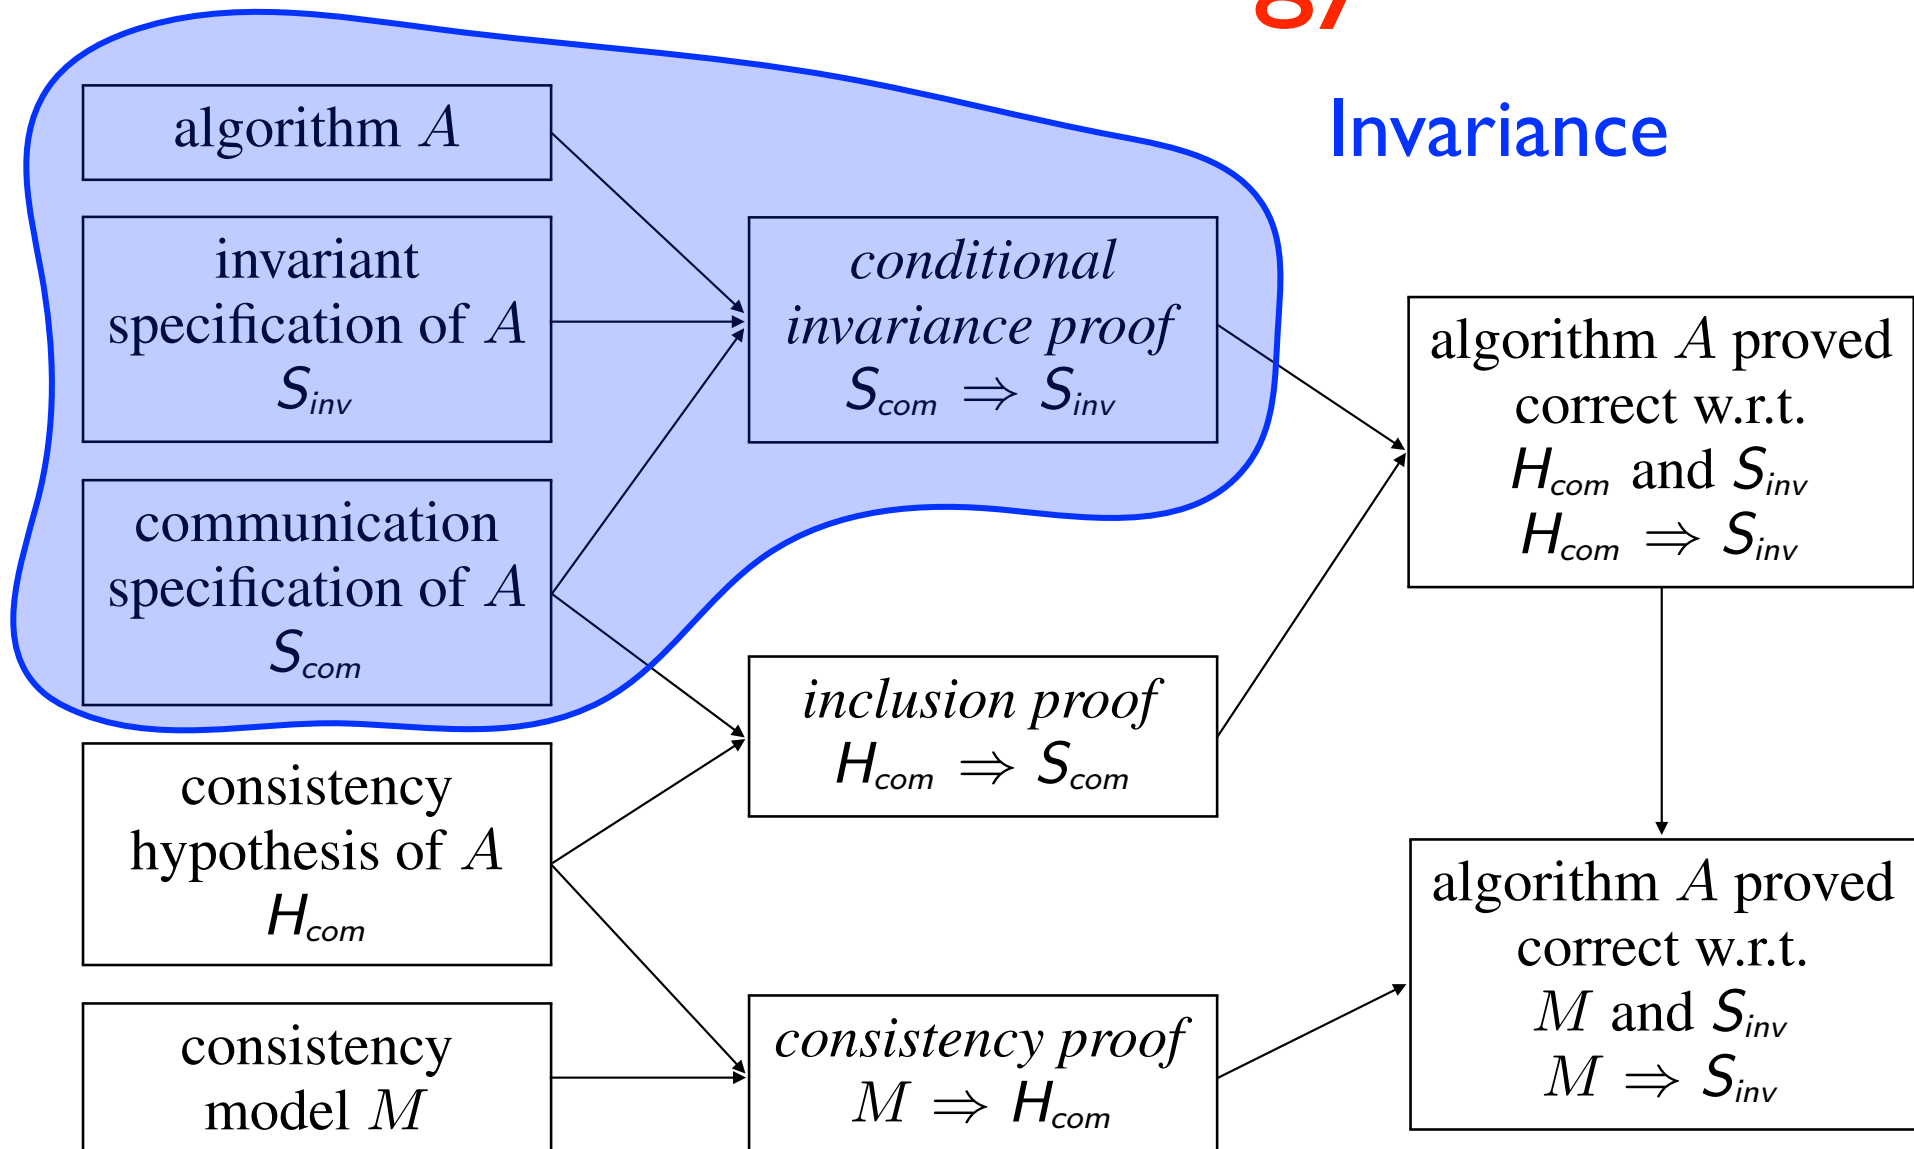 gy
Invariance
algorithm A
invariant
specification of A
S_inv
communication
specification of A
S_com
consistency
hypothesis of A
H_com
consistency
model M
conditional
invariance proof
S_com ⇒ S_inv
inclusion proof
H_com ⇒ S_com
consistency proof
M ⇒ H_com
algorithm A proved
correct w.r.t.
H_com and S_inv
H_com ⇒ S_inv
algorithm A proved
correct w.r.t.
M and S_inv
M ⇒ S_inv